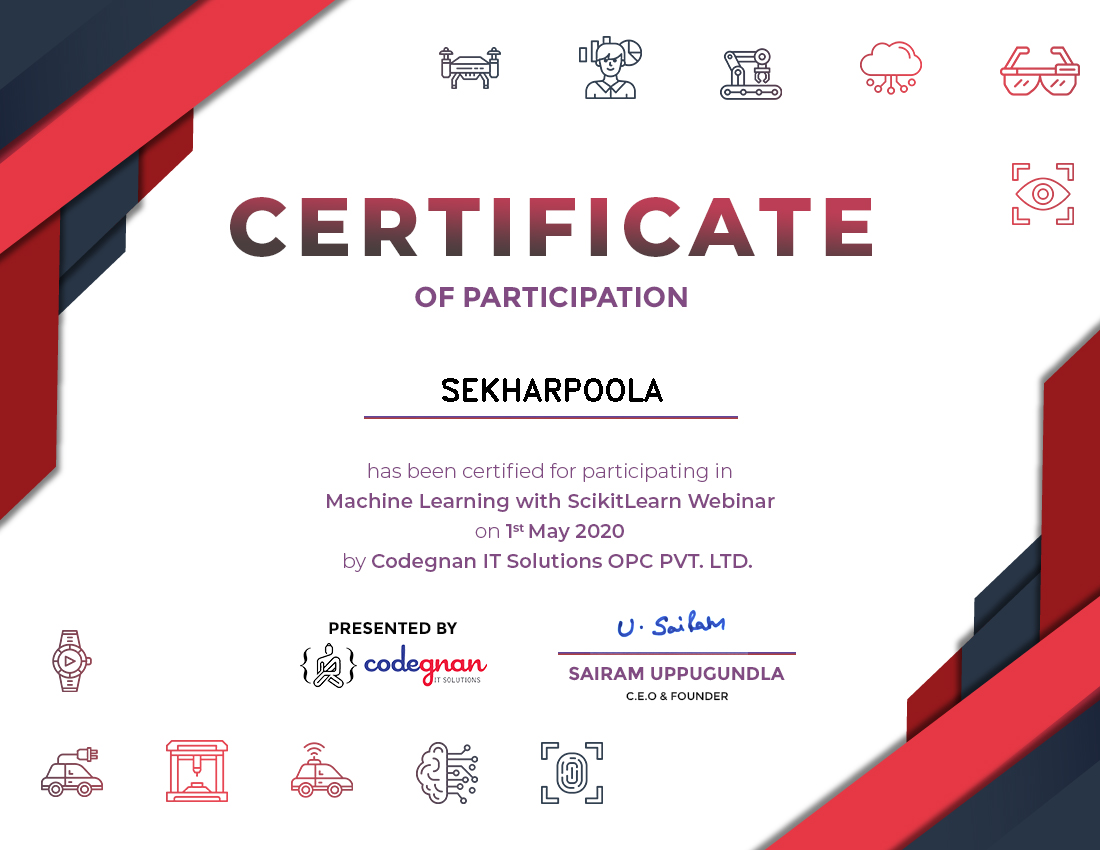 CERTIFICATE
OF PARTICIPATION
SEKHARPOOLA
has been certified for participating in
Machine Learning with ScikitLearn Webinar
on 1st May 2020
by Codegnan IT Solutions OPC PVT. LTD.
PRESENTED BY
codegnan
IT SOLUTIONS
U. Sairam
SAIRAM UPPUGUNDLA
C.E.O & FOUNDER